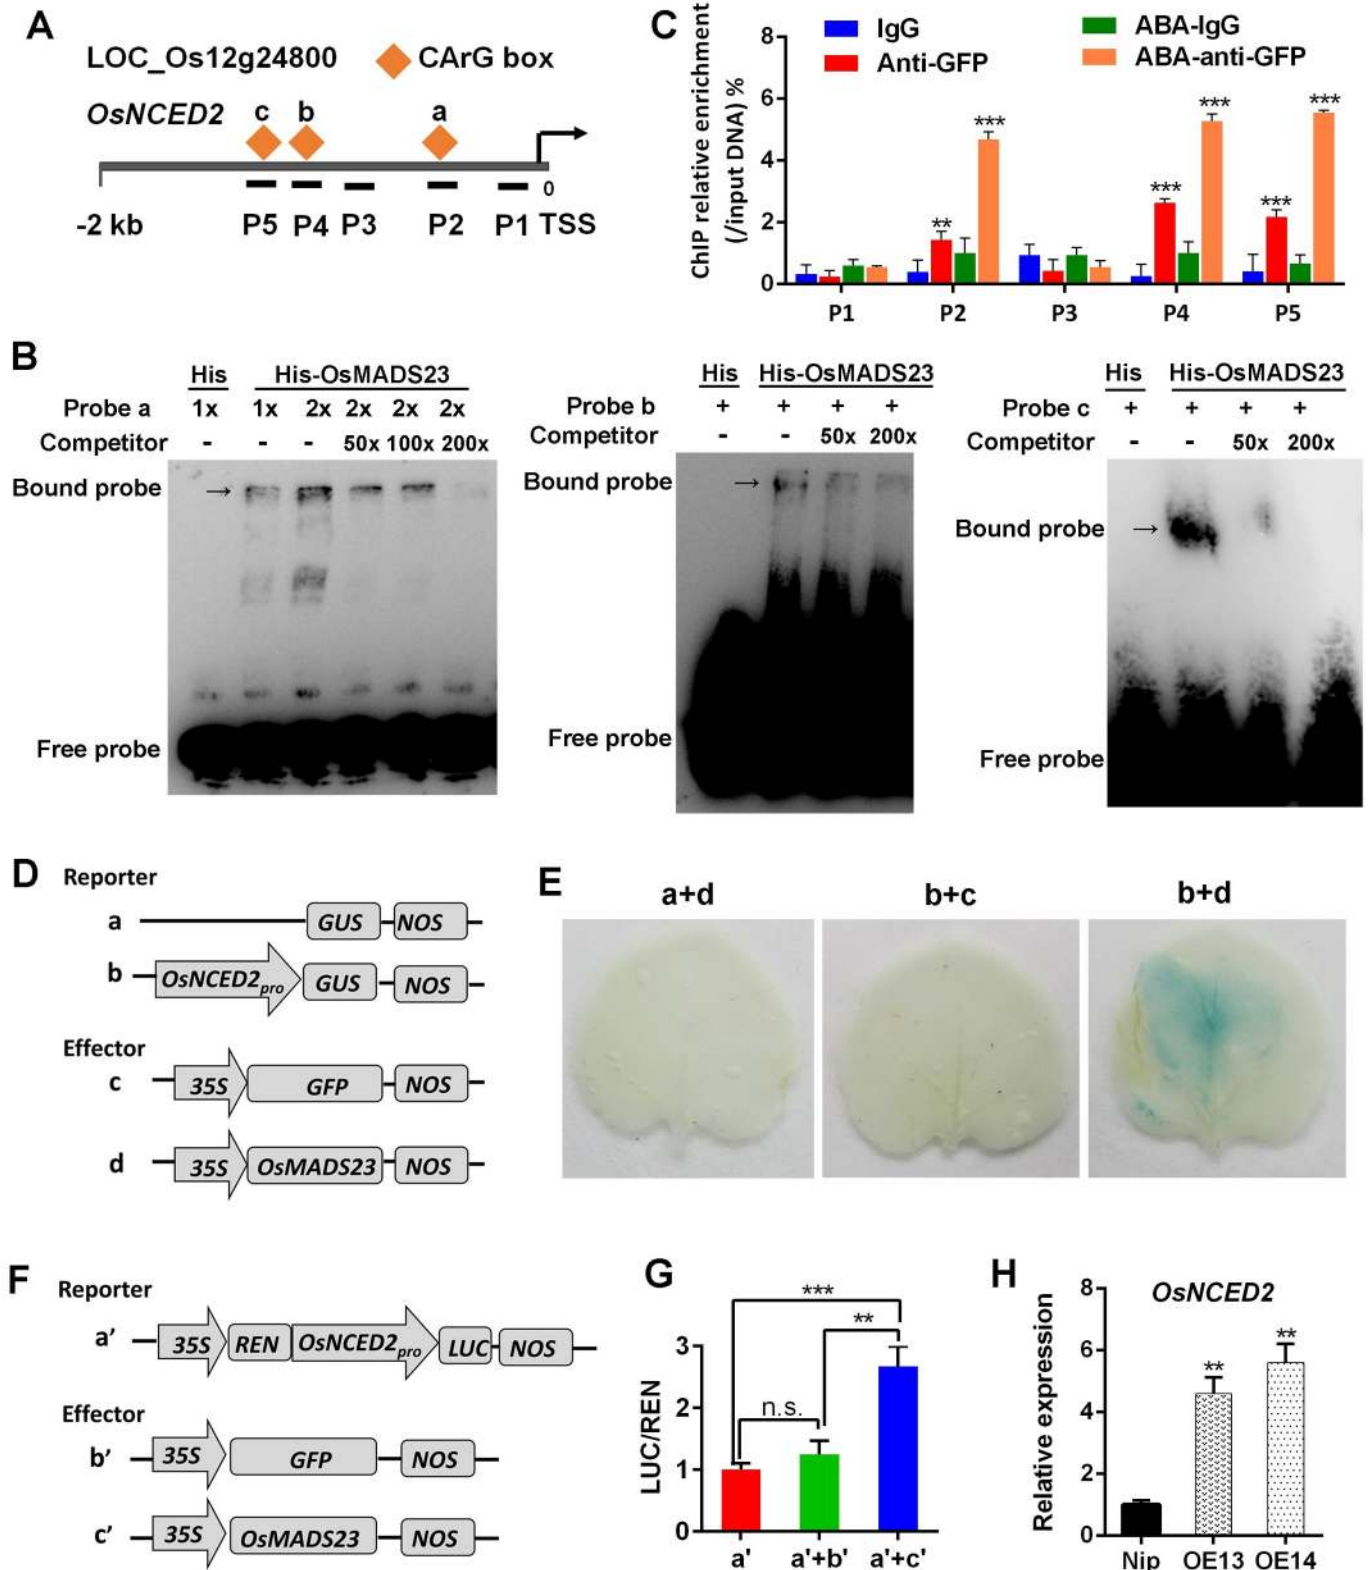 A
LOC_Os12g24800
CArG box
OsNCED2
c b a
0
-2 kb P5 P4 P3 P2 P1 TSS
C
ChIP relative enrichment
(/input DNA) %
IgG
Anti-GFP
ABA-IgG
ABA-anti-GFP
8
6
4
2
0
** *** *** *** *** ***
P1 P2 P3 P4 P5
B
His His-OsMADS23
Probe a 1x 1x 2x 2x 2x 2x
Competitor - - - 50x 100x 200x
Bound probe →
Free probe
His His-OsMADS23
Probe b + + + +
Competitor - - 50x 200x
Bound probe →
Free probe
His His-OsMADS23
Probe c + + + +
Competitor - - 50x 200x
Bound probe →
Free probe
D
Reporter
a GUS NOS
b OsNCED2pro GUS NOS
Effector
c 35S GFP NOS
d 35S OsMADS23 NOS
E
a+d b+c b+d
F
Reporter
a' 35S REN OsNCED2pro LUC NOS
Effector
b' 35S GFP NOS
c' 35S OsMADS23 NOS
G
LUC/REN
3
2
1
0
***
**
n.s.
a' a'+b' a'+c'
H
OsNCED2
Relative expression
8
6
4
2
0
** **
Nip OE13 OE14